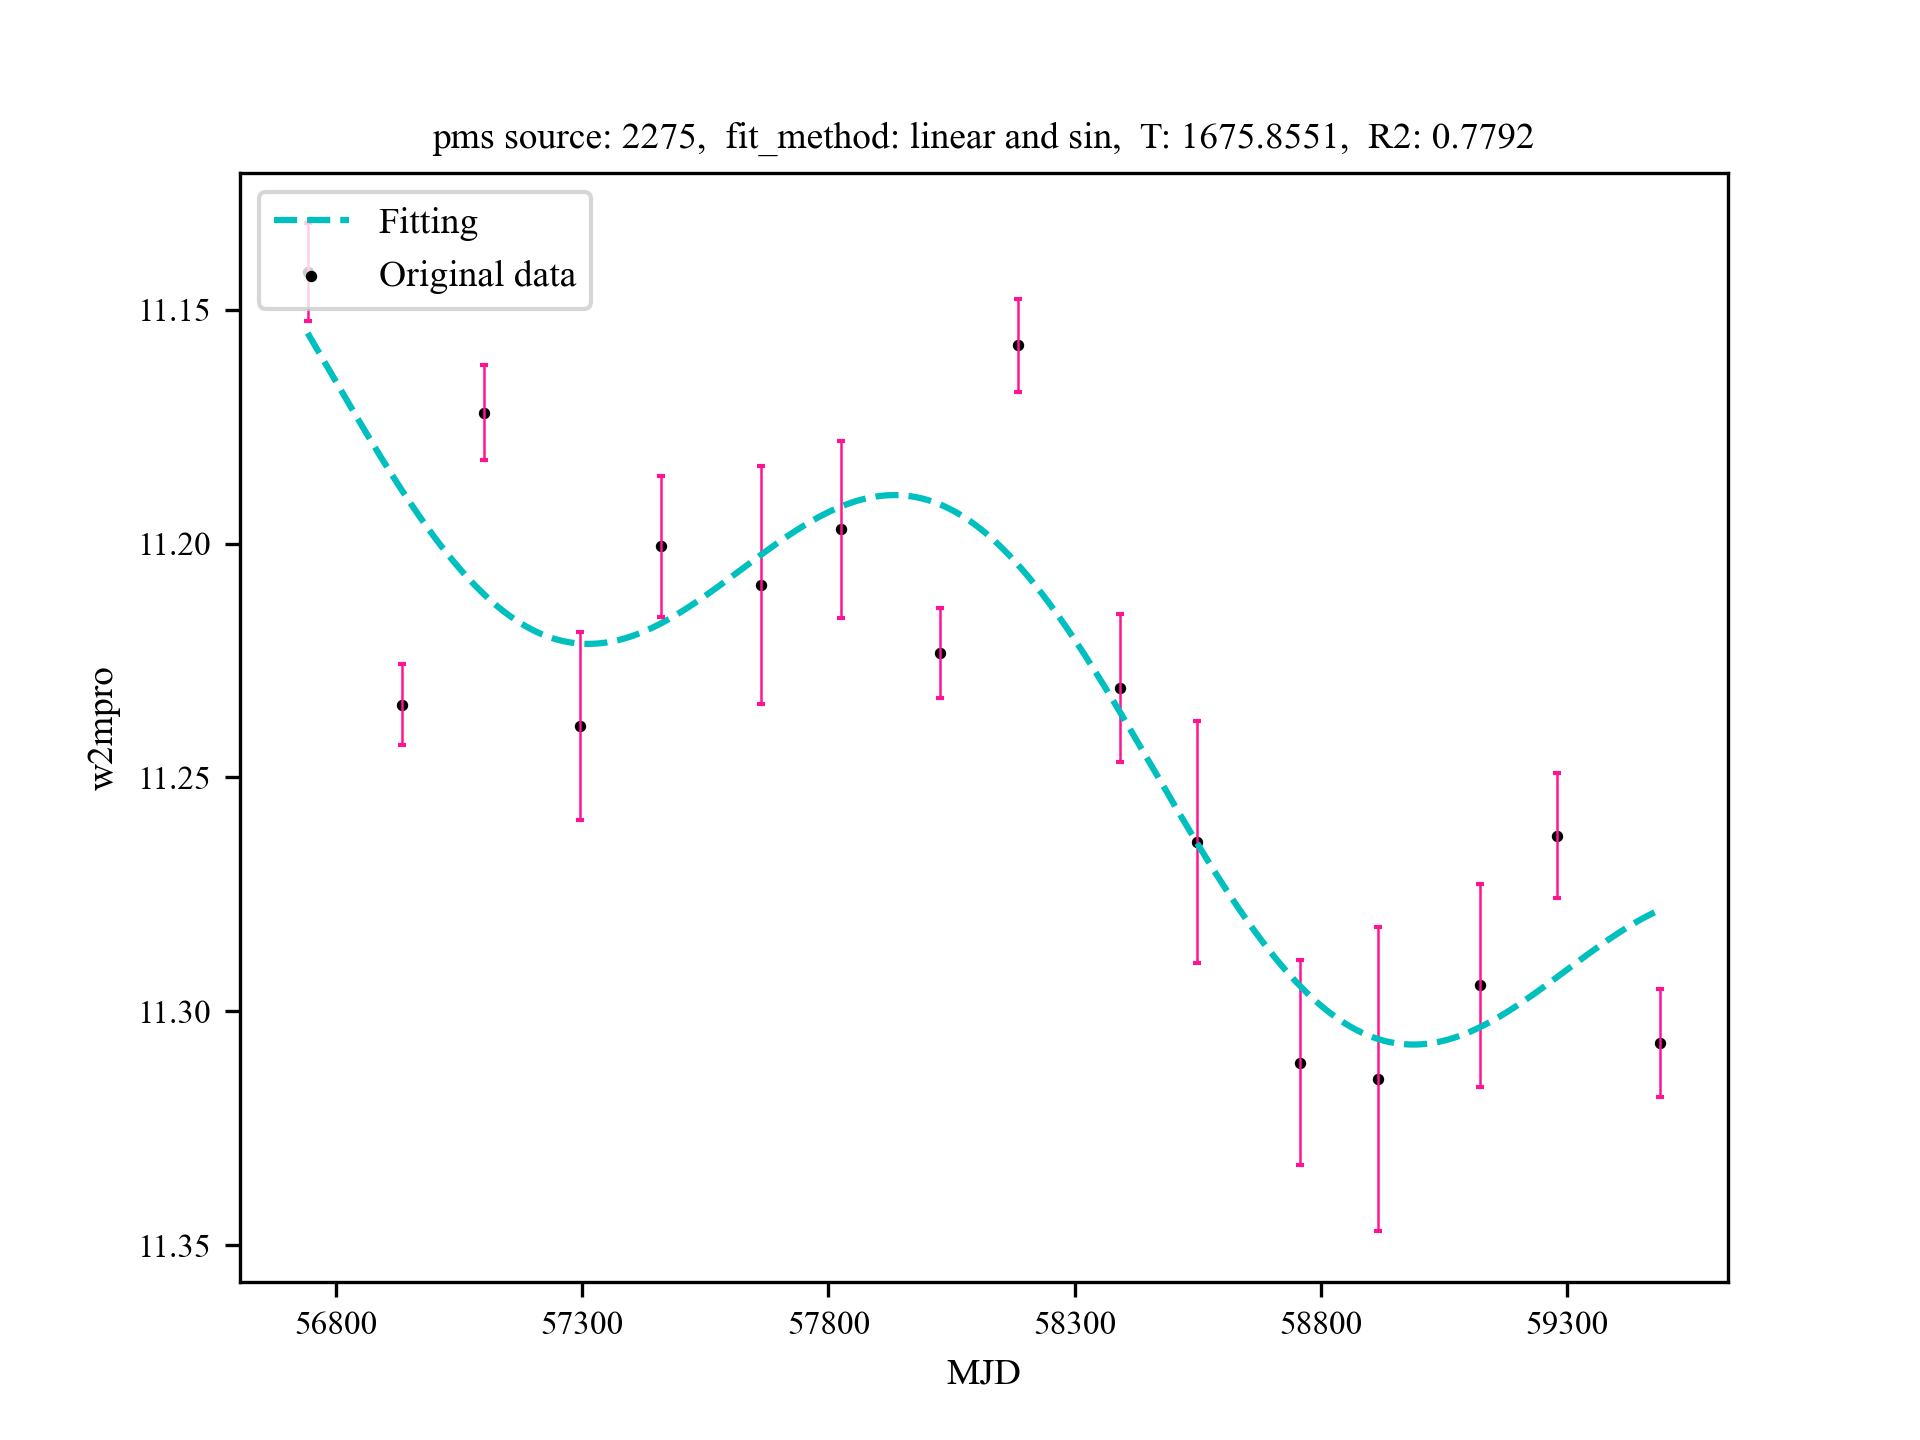 pms source: 2275,  fit_method: linear and sin,  T: 1675.8551,  R2: 0.7792
Fitting
Original data
11.15
11.20
11.25
11.30
11.35
w2mpro
56800
57300
57800
58300
58800
59300
MJD